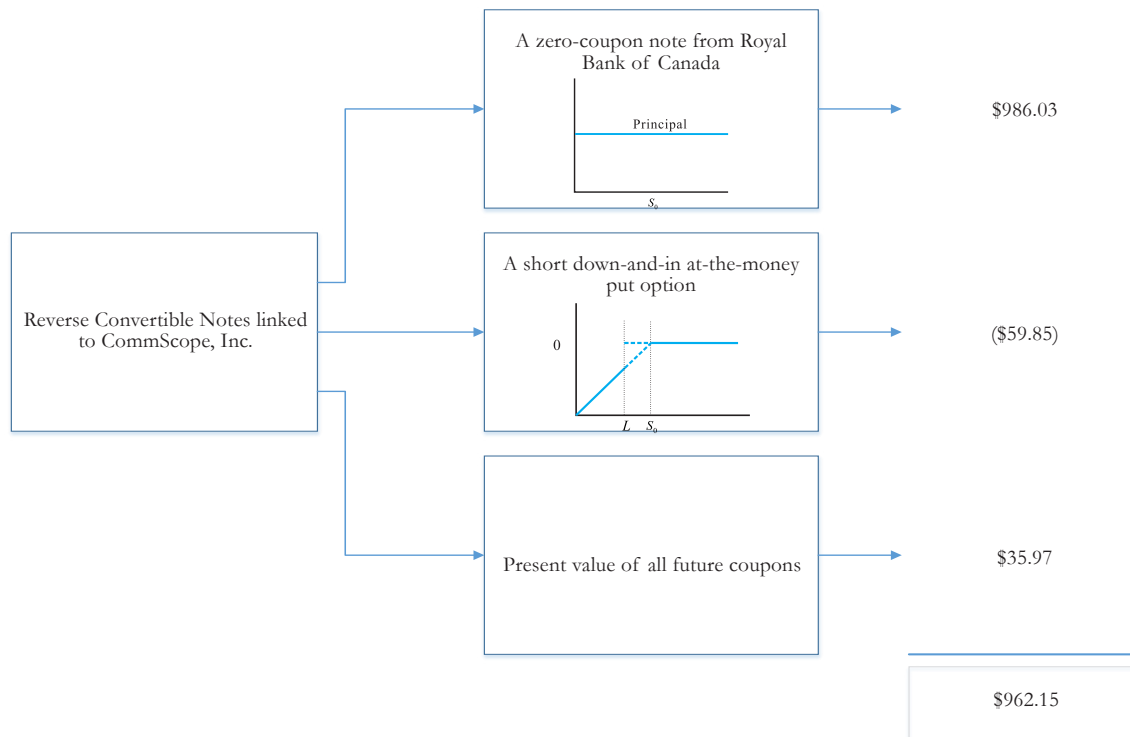 A zero-coupon note from Royal
Bank of Canada
Principal
S₀
$986.03
Reverse Convertible Notes linked
to CommScope, Inc.
A short down-and-in at-the-money
put option
0
L S₀
($59.85)
Present value of all future coupons
$35.97
$962.15